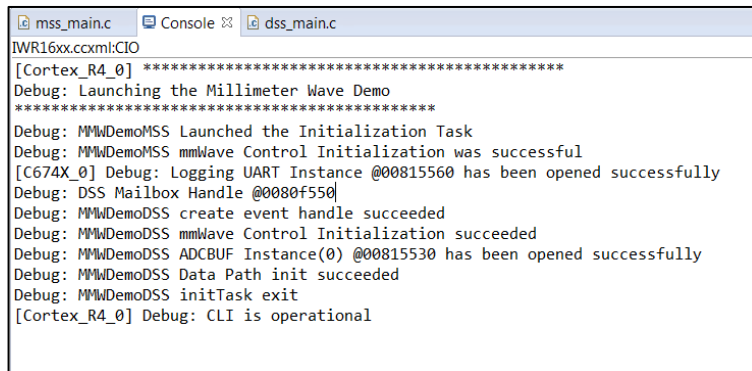 mss_main.c Console dss_main.c
IWR16xx.ccxml:CIO
[Cortex_R4_0] **********************************************
Debug: Launching the Millimeter Wave Demo
**********************************************
Debug: MMWDemoMSS Launched the Initialization Task
Debug: MMWDemoMSS mmWave Control Initialization was successful
[C674X_0] Debug: Logging UART Instance @00815560 has been opened successfully
Debug: DSS Mailbox Handle @0080f550
Debug: MMWDemoDSS create event handle succeeded
Debug: MMWDemoDSS mmWave Control Initialization succeeded
Debug: MMWDemoDSS ADCBUF Instance(0) @00815530 has been opened successfully
Debug: MMWDemoDSS Data Path init succeeded
Debug: MMWDemoDSS initTask exit
[Cortex_R4_0] Debug: CLI is operational